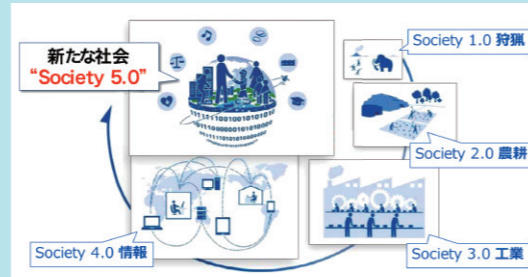 新たな社会
“Society 5.0”
Society 1.0 狩猟
Society 2.0 農耕
Society 3.0 工業
Society 4.0 情報